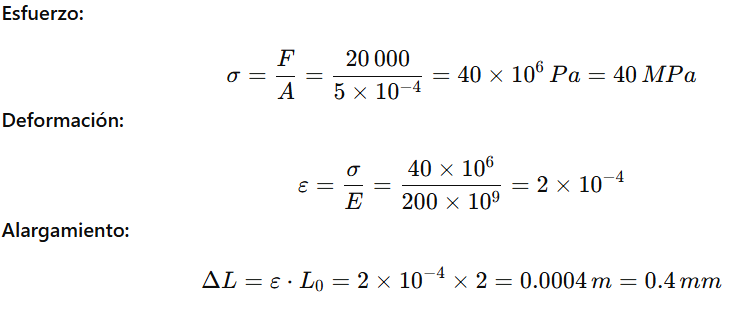 Esfuerzo:
σ = F/A = 20 000/(5 × 10⁻⁴) = 40 × 10⁶ Pa = 40 MPa
Deformación:
ε = σ/E = (40 × 10⁶)/(200 × 10⁹) = 2 × 10⁻⁴
Alargamiento:
ΔL = ε · L₀ = 2 × 10⁻⁴ × 2 = 0.0004 m = 0.4 mm